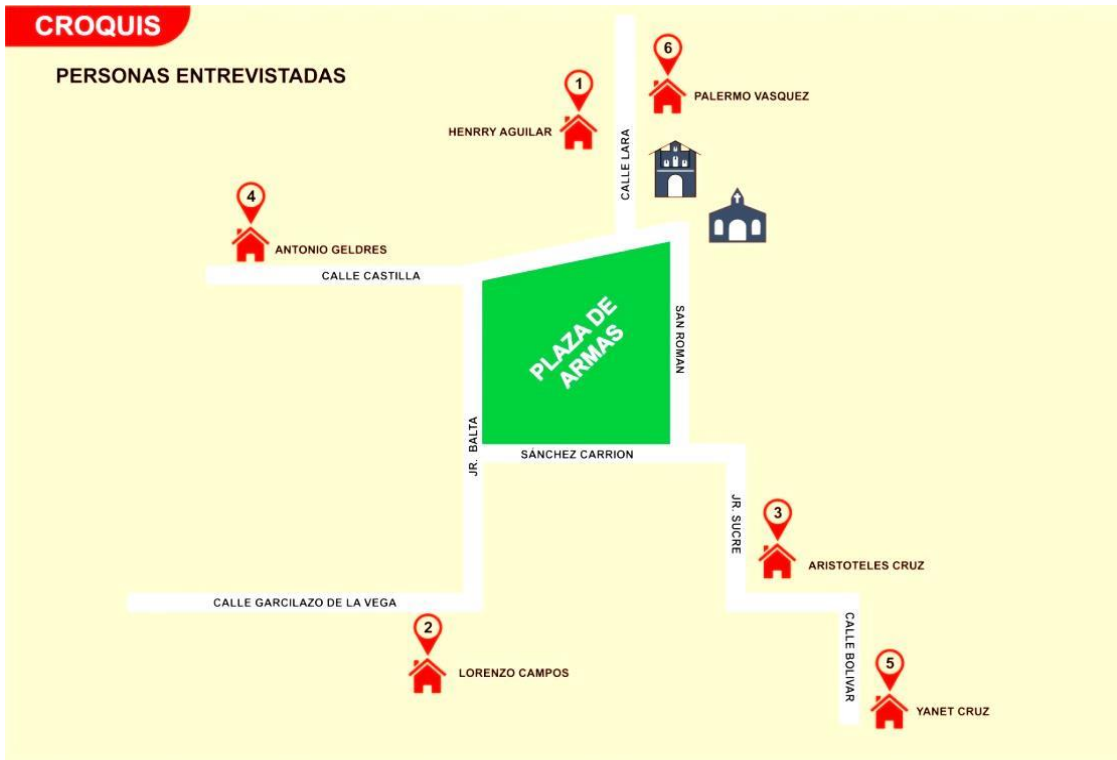 CROQUIS
PERSONAS ENTREVISTADAS
6
PALERMO VASQUEZ
1
HENRRY AGUILAR
CALLE LARA
4
ANTONIO GELDRES
CALLE CASTILLA
PLAZA DE
ARMAS
SAN ROMAN
JR. BALTA
SÁNCHEZ CARRION
JR. SUCRE
3
ARISTOTELES CRUZ
CALLE GARCILAZO DE LA VEGA
2
LORENZO CAMPOS
CALLE BOLIVAR
5
YANET CRUZ